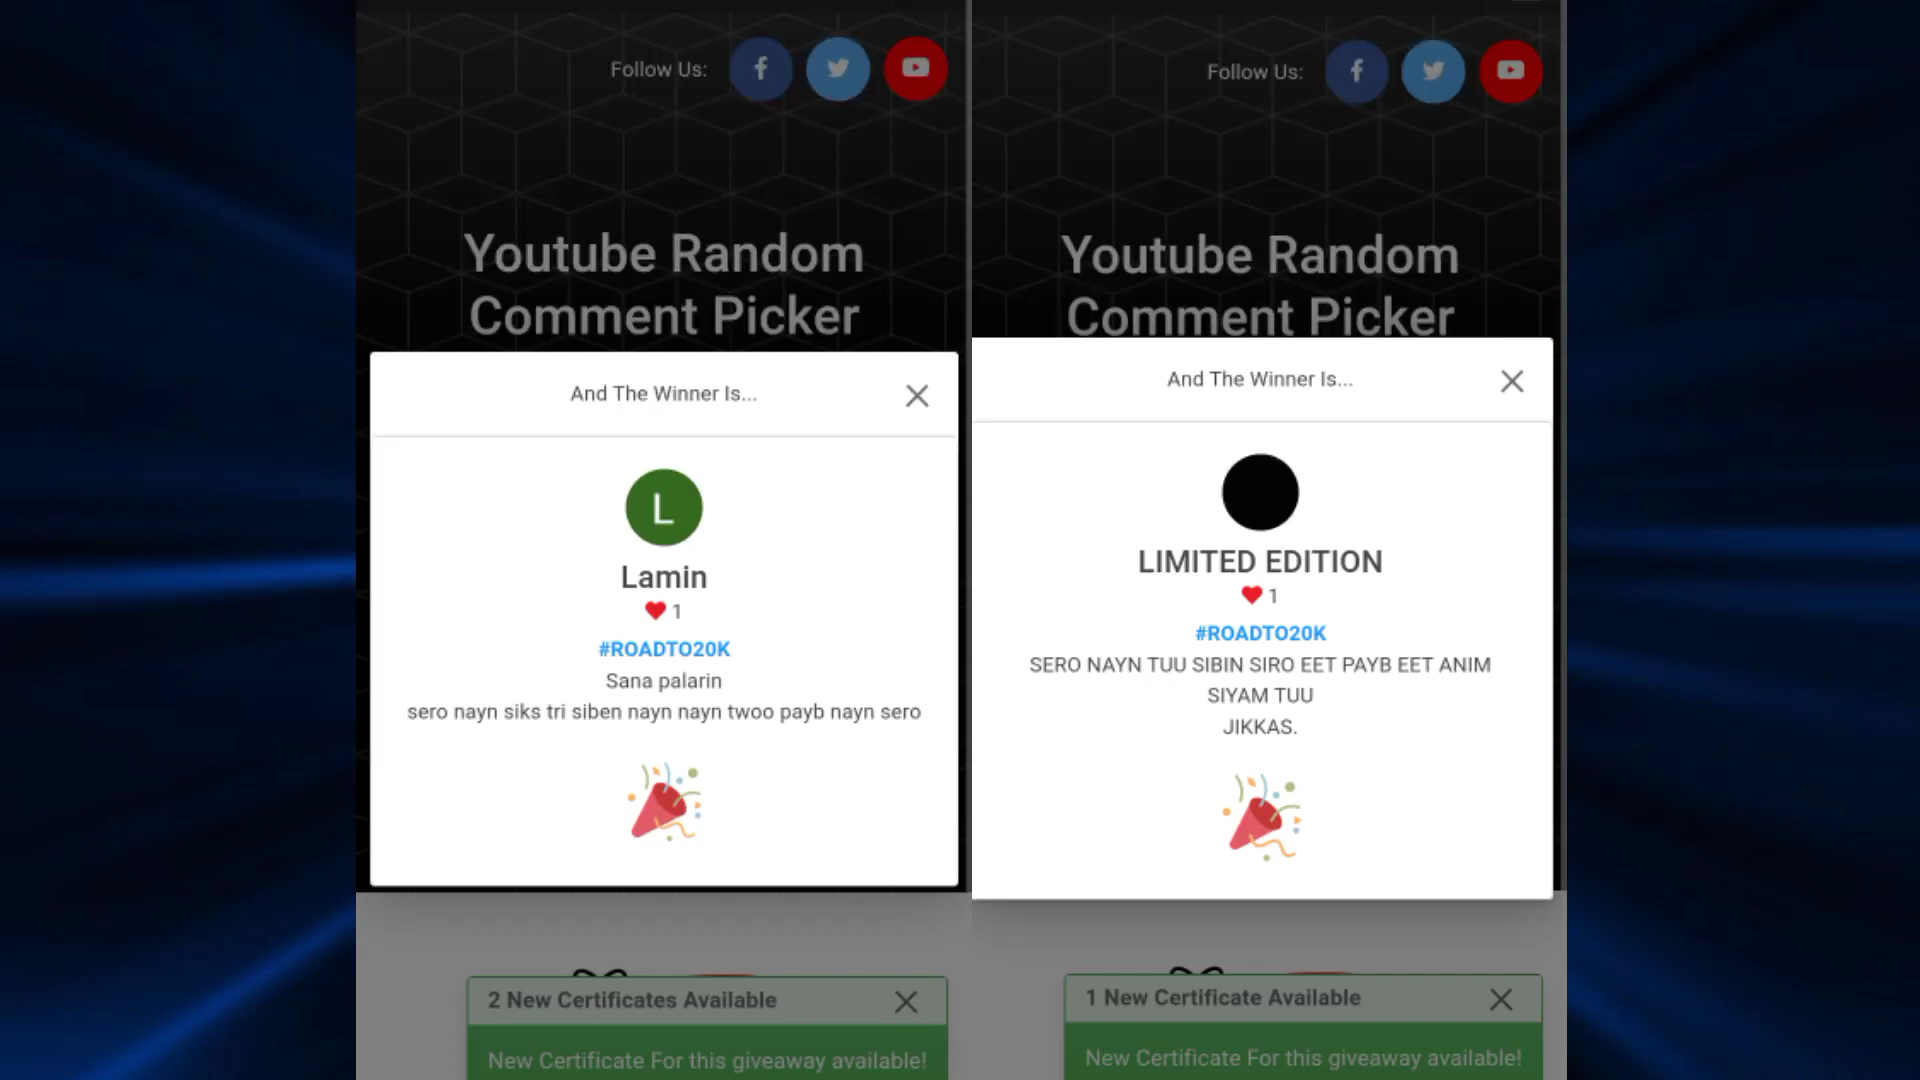 Follow Us:
Youtube Random
Comment Picker
And The Winner Is...
L
Lamin
1
#ROADTO20K
Sana palarin
sero nayn siks tri siben nayn nayn twoo payb nayn sero
2 New Certificates Available
New Certificate For this giveaway available!
Follow Us:
Youtube Random
Comment Picker
And The Winner Is...
LIMITED EDITION
1
#ROADTO20K
SERO NAYN TUU SIBIN SIRO EET PAYB EET ANIM
SIYAM TUU
JIKKAS.
1 New Certificate Available
New Certificate For this giveaway available!